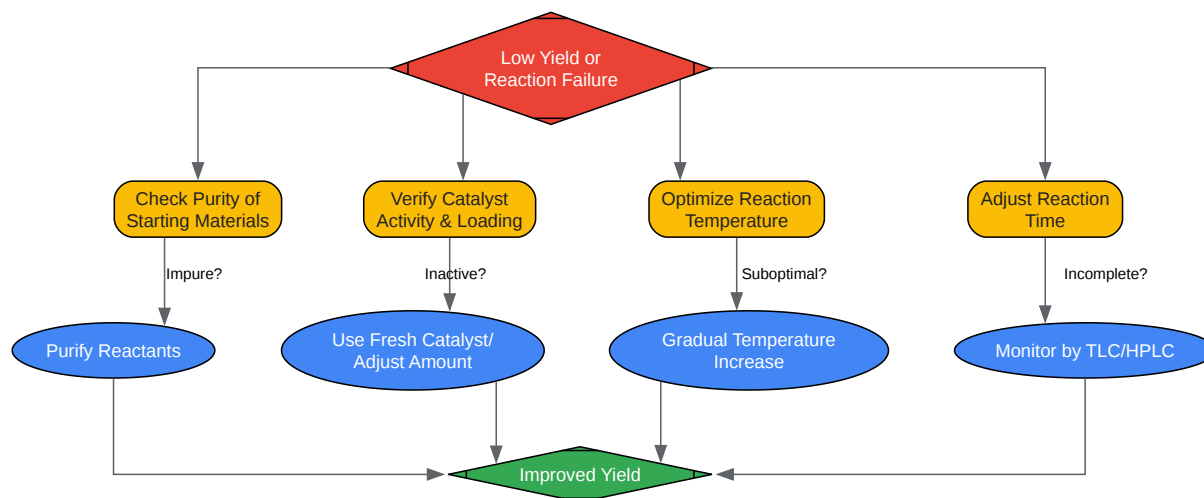 Low Yield or
Reaction Failure
Check Purity of
Starting Materials
Verify Catalyst
Activity & Loading
Optimize Reaction
Temperature
Adjust Reaction
Time
Impure?
Inactive?
Suboptimal?
Incomplete?
Purify Reactants
Use Fresh Catalyst/
Adjust Amount
Gradual Temperature
Increase
Monitor by TLC/HPLC
Improved Yield